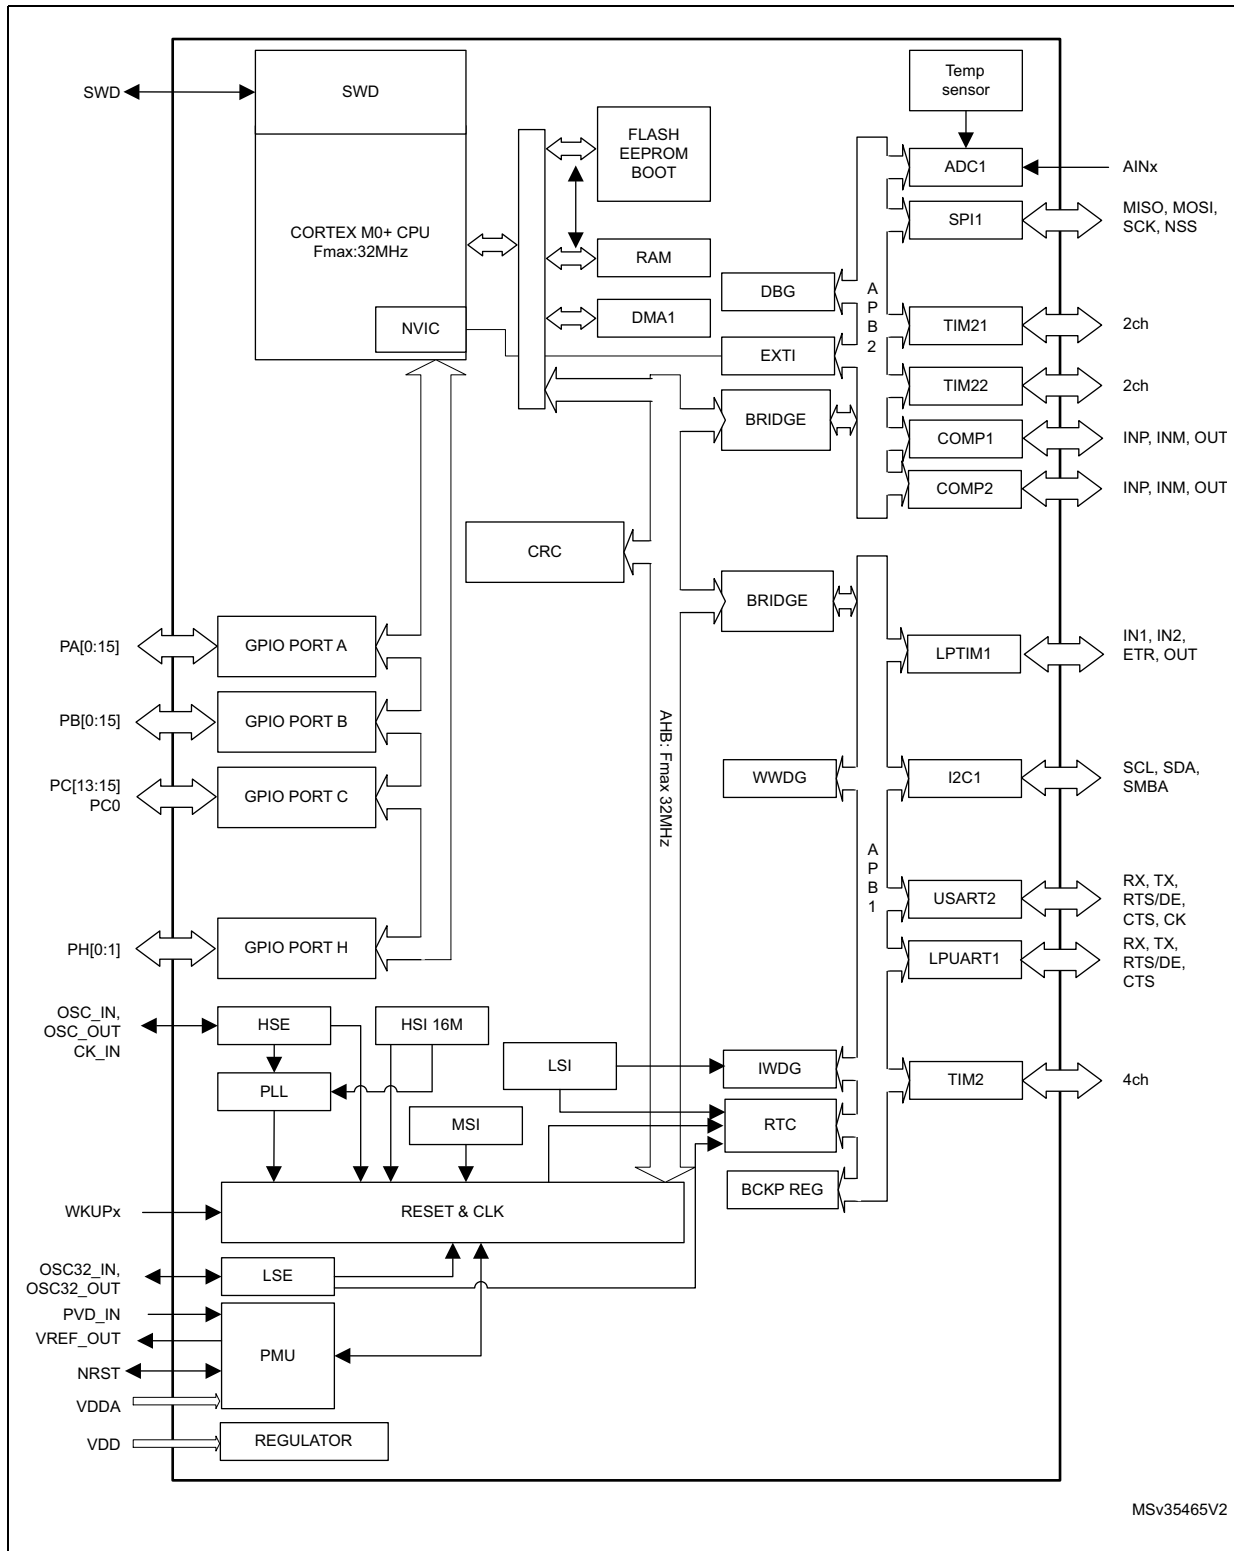 SWD
SWD
Temp
sensor
FLASH
EEPROM
BOOT
ADC1
AINx
CORTEX M0+ CPU
Fmax:32MHz
SPI1
MISO, MOSI,
SCK, NSS
RAM
DBG
NVIC
DMA1
EXTI
APB2
TIM21
2ch
TIM22
2ch
BRIDGE
COMP1
INP, INM, OUT
COMP2
INP, INM, OUT
CRC
BRIDGE
PA[0:15]
GPIO PORT A
LPTIM1
IN1, IN2,
ETR, OUT
PB[0:15]
GPIO PORT B
AHB: Fmax 32MHz
PC[13:15]
PC0
GPIO PORT C
WWDG
I2C1
SCL, SDA,
SMBA
APB1
USART2
RX, TX,
RTS/DE,
CTS, CK
PH[0:1]
GPIO PORT H
LPUART1
RX, TX,
RTS/DE,
CTS
OSC_IN,
OSC_OUT
CK_IN
HSE
HSI 16M
LSI
IWDG
TIM2
4ch
PLL
MSI
RTC
BCKP REG
WKUPx
RESET & CLK
OSC32_IN,
OSC32_OUT
LSE
PVD_IN
VREF_OUT
NRST
VDDA
PMU
VDD
REGULATOR
MSv35465V2